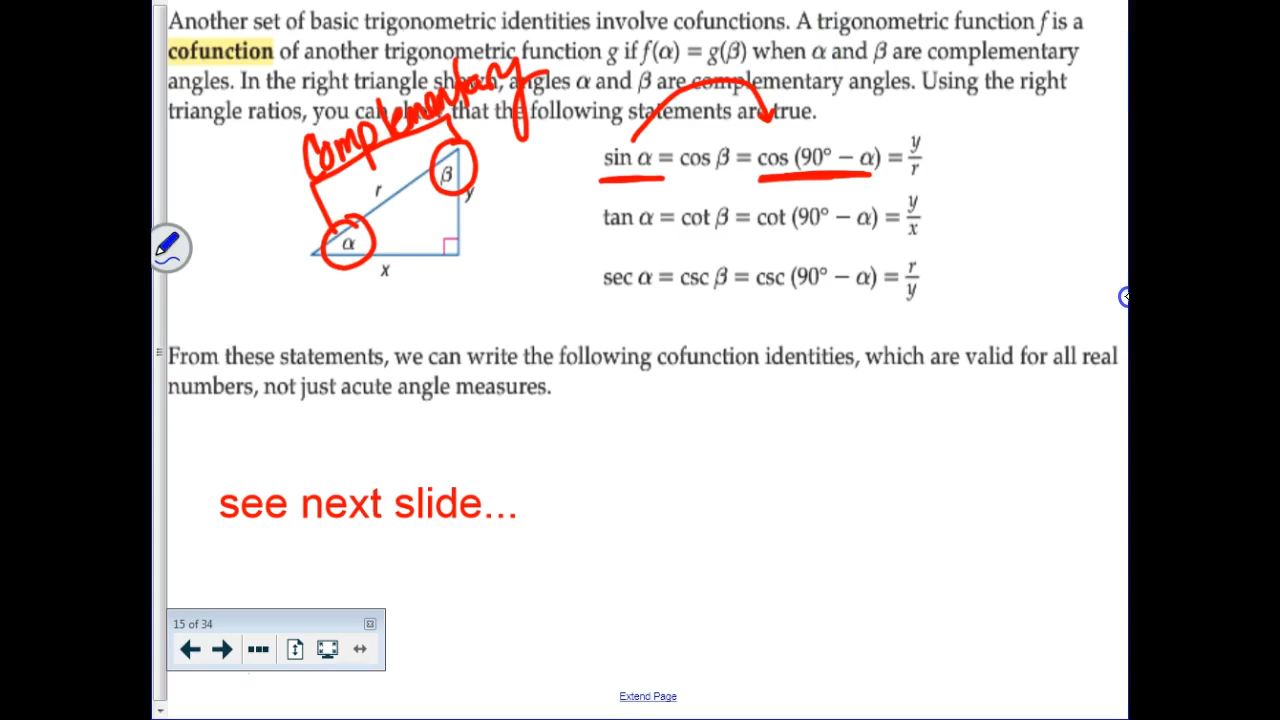 Another set of basic trigonometric identities involve cofunctions. A trigonometric function f is a
cofunction of another trigonometric function g if f(α) = g(β) when α and β are complementary
angles. In the right triangle shown, angles α and β are complementary angles. Using the right
triangle ratios, you can that the following statements are true.
complementary
sin α = cos β = cos (90° − α) = y/r
r
β
y
α
x
tan α = cot β = cot (90° − α) = y/x
sec α = csc β = csc (90° − α) = r/y
From these statements, we can write the following cofunction identities, which are valid for all real
numbers, not just acute angle measures.
see next slide...
15 of 34
Extend Page